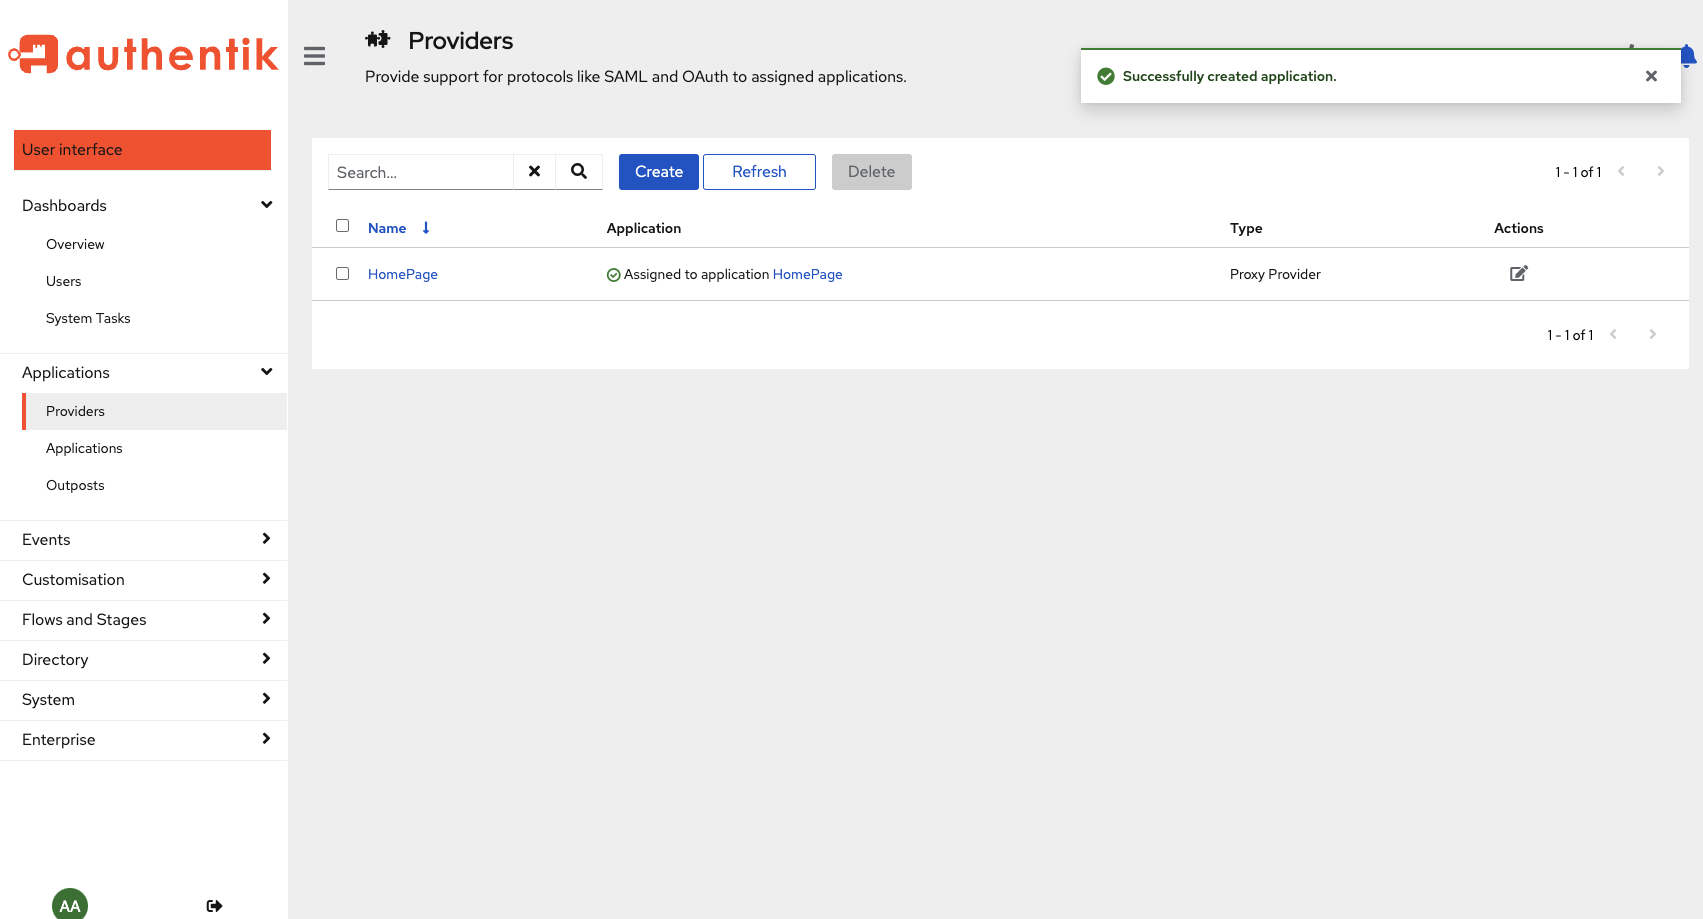 authentik
Providers
Provide support for protocols like SAML and OAuth to assigned applications.
Successfully created application.
User interface
Dashboards
Overview
Users
System Tasks
Applications
Providers
Applications
Outposts
Events
Customisation
Flows and Stages
Directory
System
Enterprise
AA
Search...
Create
Refresh
Delete
1 - 1 of 1
Name Application Type Actions
HomePage Assigned to application HomePage Proxy Provider
1 - 1 of 1